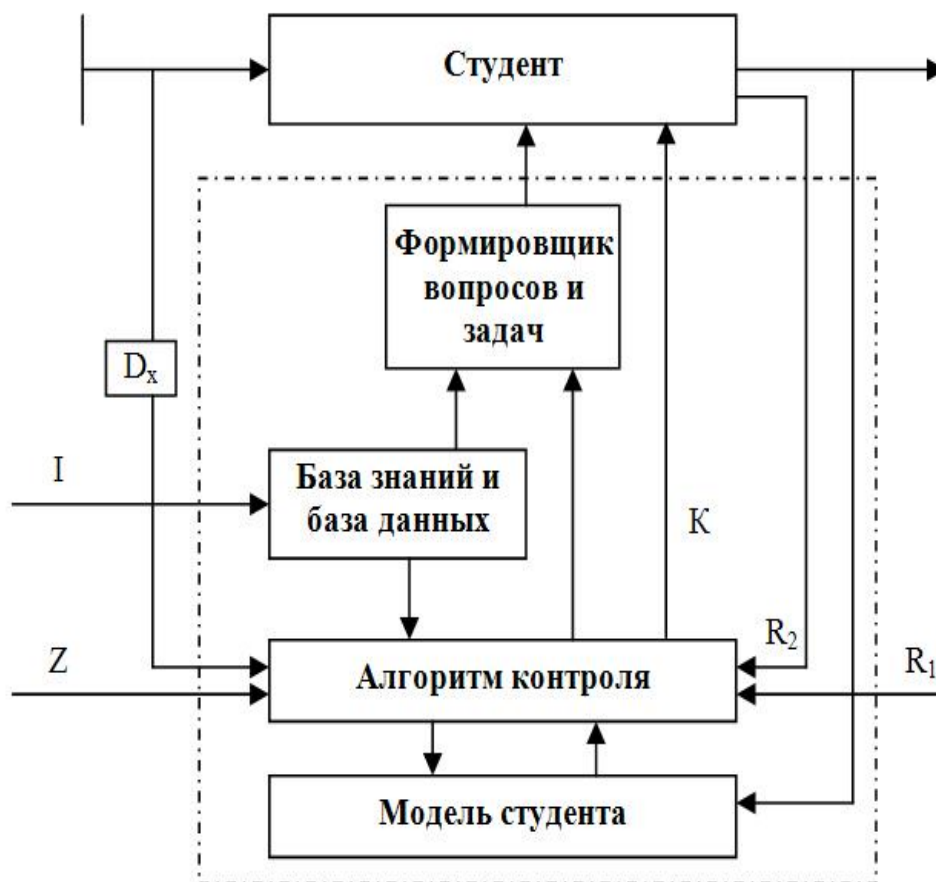 Студент
Формировщик
вопросов и
задач
Dx
I
База знаний и
база данных
К
R2
Z
Алгоритм контроля
R1
Модель студента